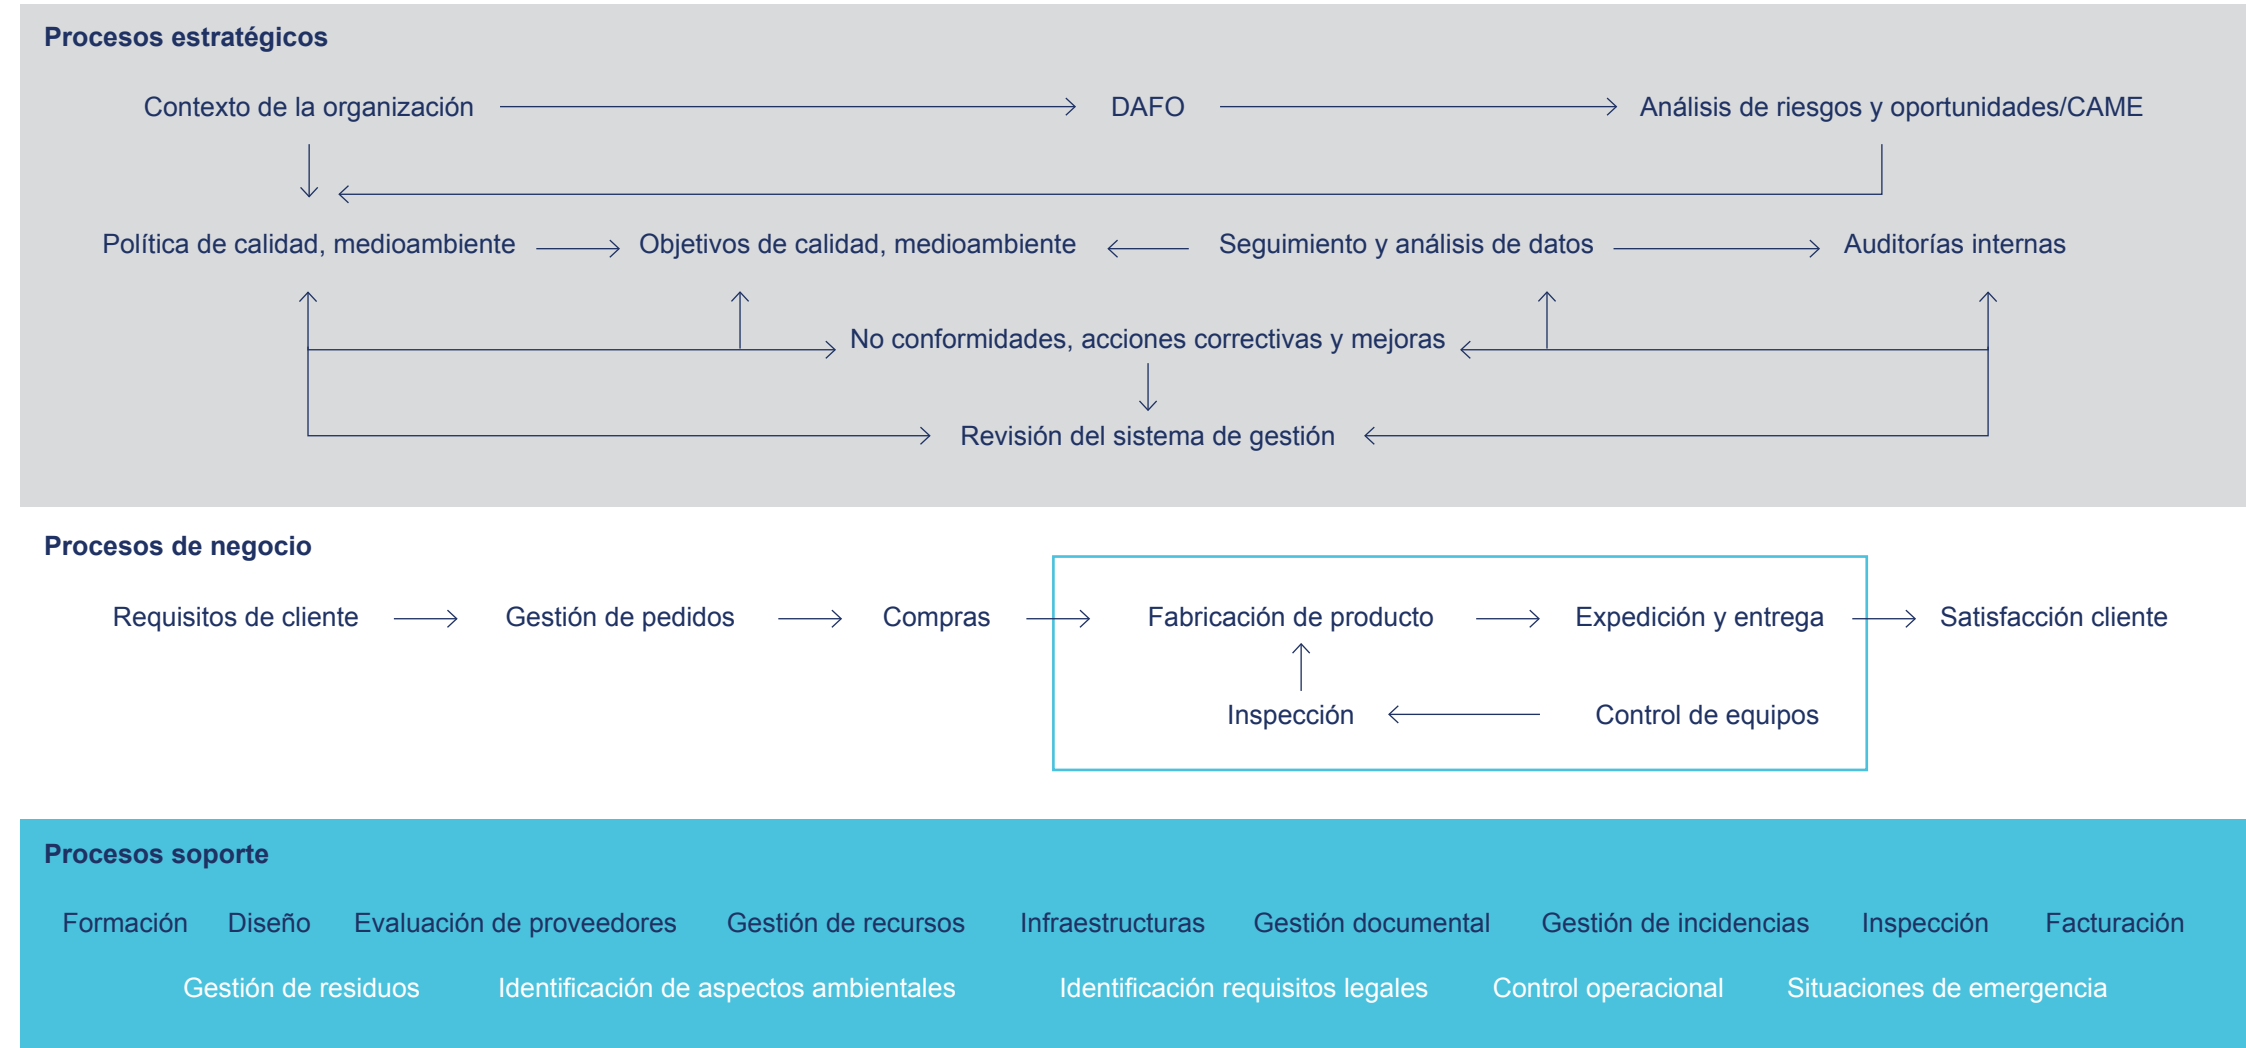 Procesos estratégicos
Contexto de la organización DAFO Análisis de riesgos y oportunidades/CAME
Política de calidad, medioambiente Objetivos de calidad, medioambiente Seguimiento y análisis de datos Auditorías internas
No conformidades, acciones correctivas y mejoras
Revisión del sistema de gestión
Procesos de negocio
Requisitos de cliente Gestión de pedidos Compras Fabricación de producto Expedición y entrega Satisfacción cliente
Inspección Control de equipos
Procesos soporte
Formación Diseño Evaluación de proveedores Gestión de recursos Infraestructuras Gestión documental Gestión de incidencias Inspección Facturación
Gestión de residuos Identificación de aspectos ambientales Identificación requisitos legales Control operacional Situaciones de emergencia